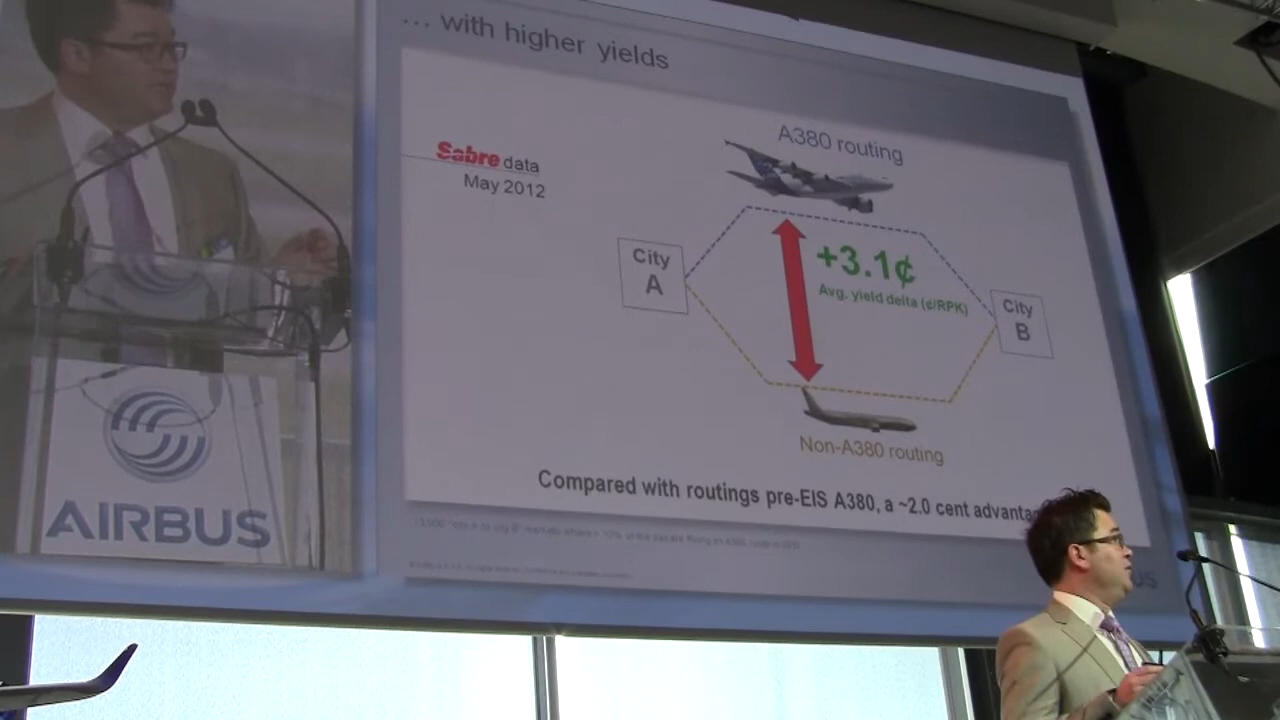 ... with higher yields
Sabre data
May 2012
A380 routing
City
A
+3.1¢
Avg. yield delta (¢/RPK)
City
B
Non-A380 routing
Compared with routings pre-EIS A380, a ~2.0 cent
AIRBUS